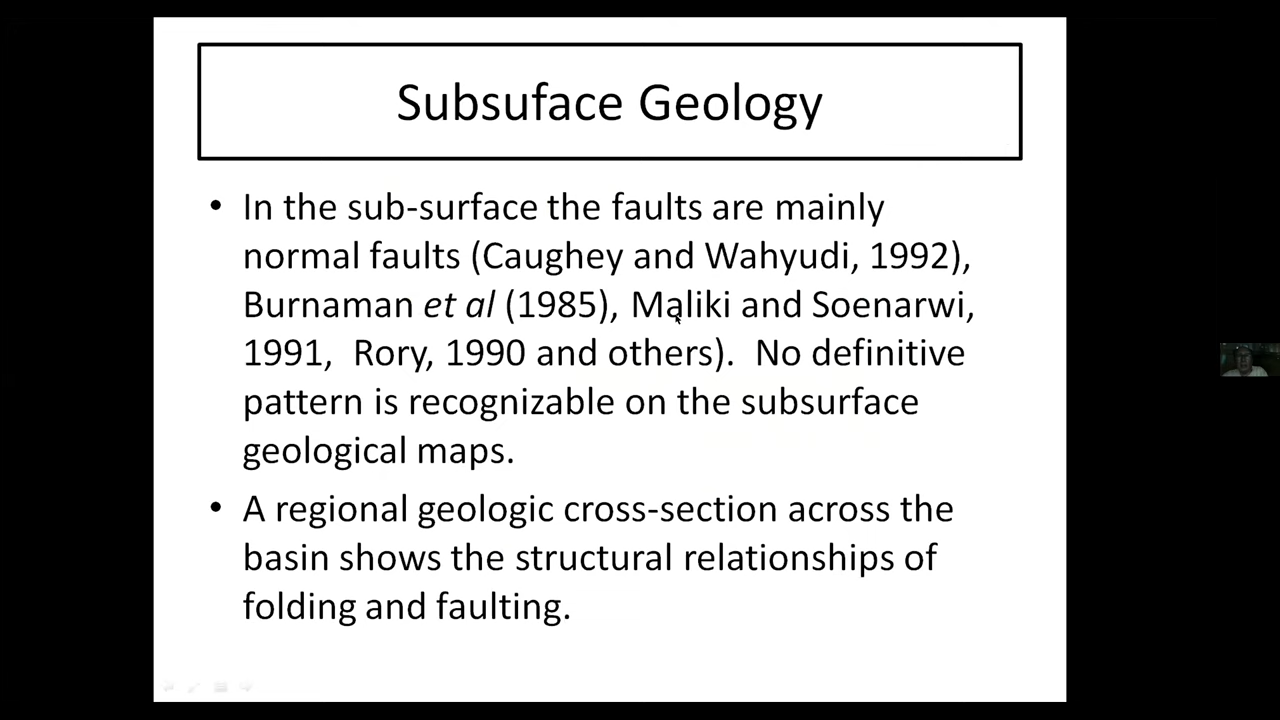 Subsuface Geology
• In the sub-surface the faults are mainly
normal faults (Caughey and Wahyudi, 1992),
Burnaman et al (1985), Maliki and Soenarwi,
1991,  Rory, 1990 and others).  No definitive
pattern is recognizable on the subsurface
geological maps.
• A regional geologic cross-section across the
basin shows the structural relationships of
folding and faulting.